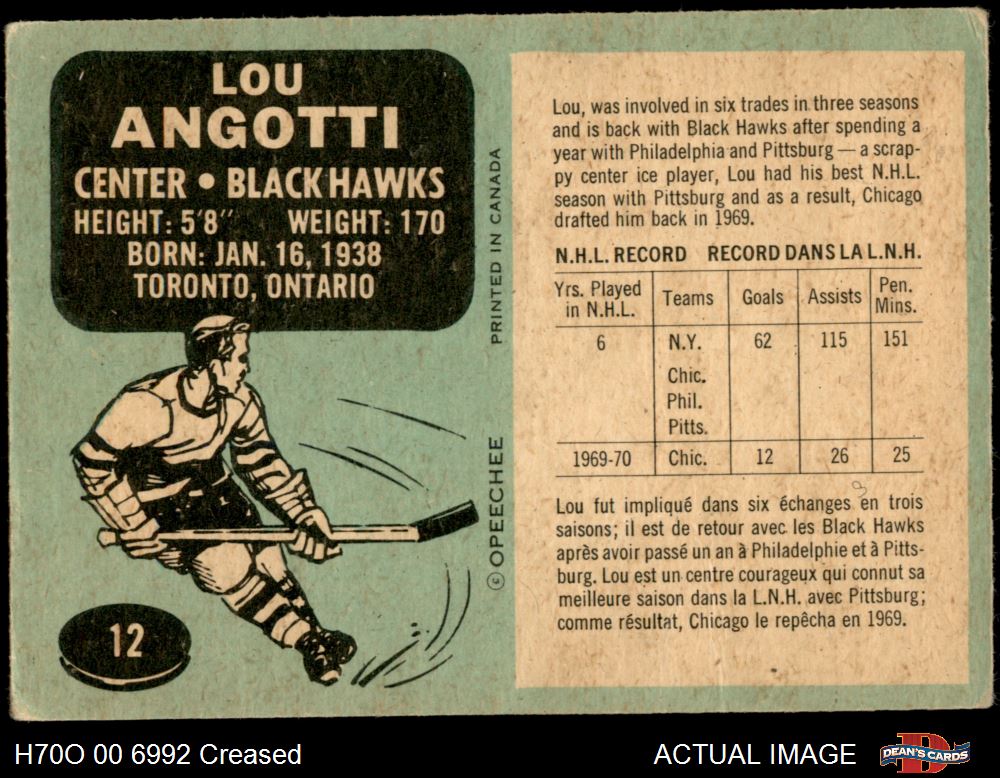 LOU
ANGOTTI
CENTER • BLACK HAWKS
HEIGHT: 5'8" WEIGHT: 170
BORN: JAN. 16, 1938
TORONTO, ONTARIO
12
PRINTED IN CANADA
© OPEECHEE
Lou, was involved in six trades in three seasons
and is back with Black Hawks after spending a
year with Philadelphia and Pittsburg — a scrap-
py center ice player, Lou had his best N.H.L.
season with Pittsburg and as a result, Chicago
drafted him back in 1969.
N.H.L. RECORD RECORD DANS LA L.N.H.
Yrs. Played in N.H.L. Teams Goals Assists Pen. Mins.
6 N.Y. 62 115 151
Chic.
Phil.
Pitts.
1969-70 Chic. 12 26 25
Lou fut impliqué dans six échanges en trois
saisons; il est de retour avec les Black Hawks
après avoir passé un an à Philadelphie et à Pitts-
burg. Lou est un centre courageux qui connut sa
meilleure saison dans la L.N.H. avec Pittsburg;
comme résultat, Chicago le repêcha en 1969.
H70O 00 6992 Creased ACTUAL IMAGE DEAN'S CARDS